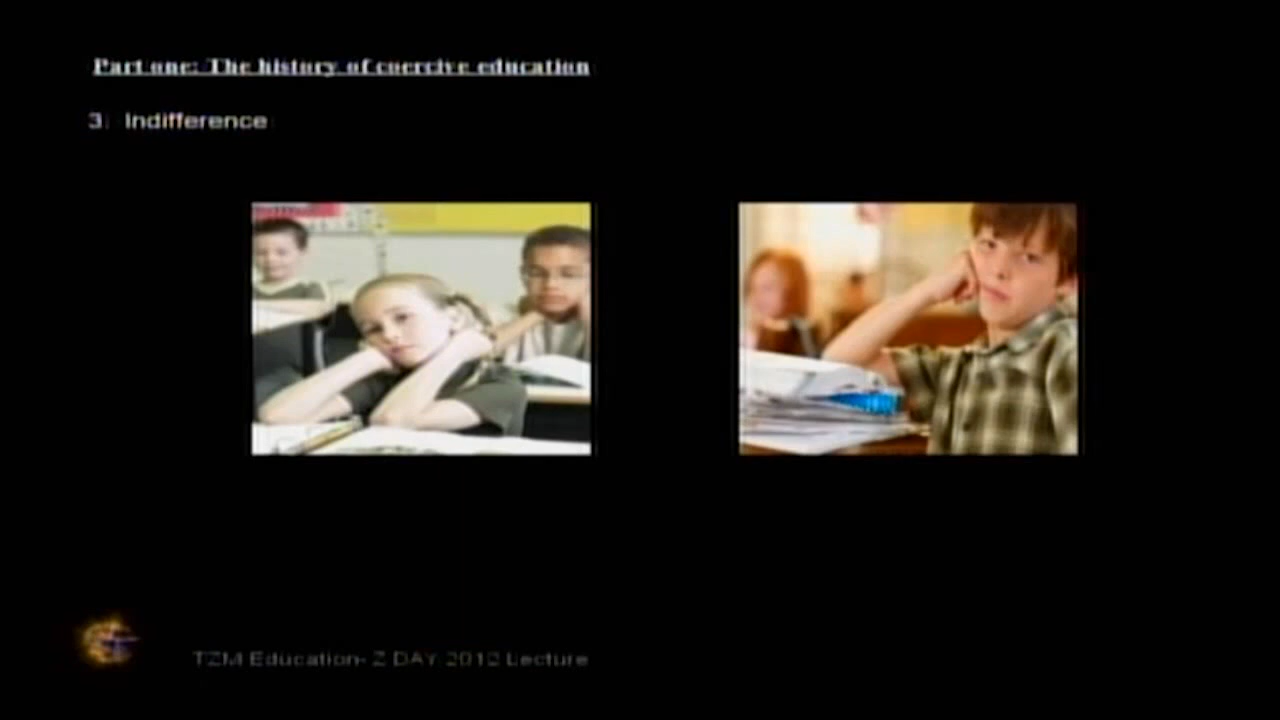 Part one: The history of coercive education
3. Indifference
TZM Education- Z DAY 2012 Lecture